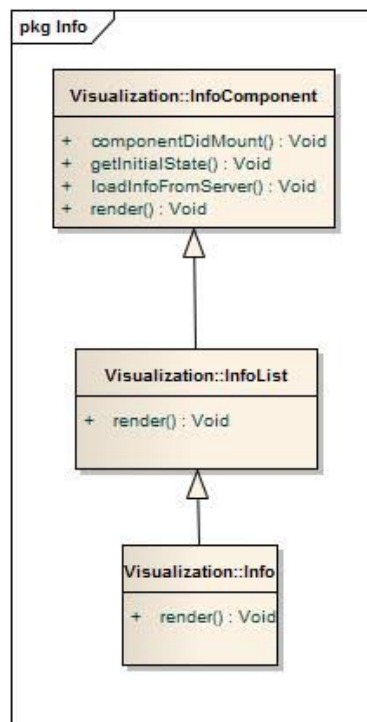 pkg Info
Visualization::InfoComponent
+ componentDidMount() : Void
+ getInitialState() : Void
+ loadInfoFromServer() : Void
+ render() : Void
Visualization::InfoList
+ render() : Void
Visualization::Info
+ render() : Void